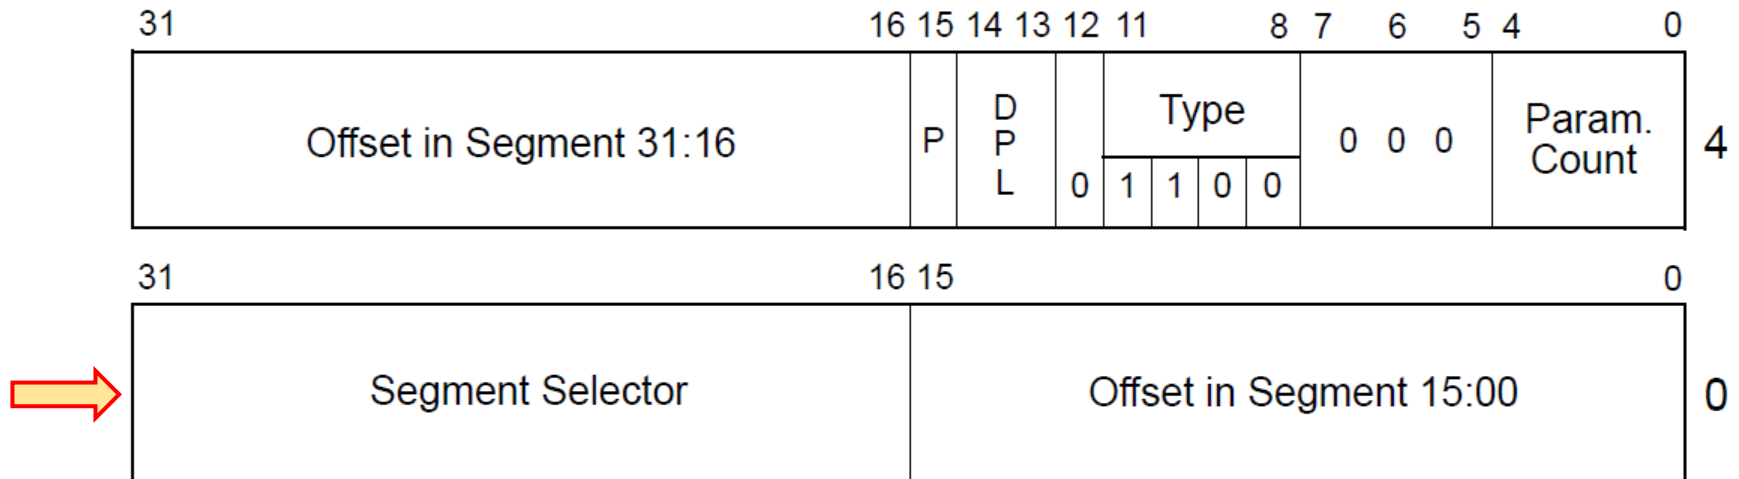 31 16 15 14 13 12 11 8 7 6 5 4 0
Offset in Segment 31:16 P D P L 0 Type 1 1 0 0 0 0 0 Param. Count 4
31 16 15 0
Segment Selector Offset in Segment 15:00 0